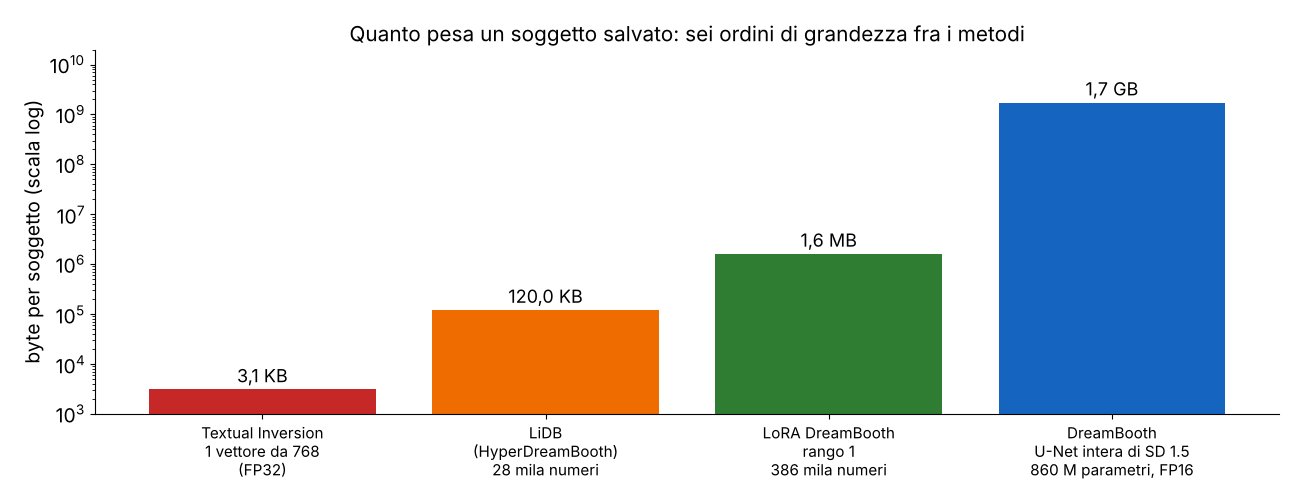 Quanto pesa un soggetto salvato: sei ordini di grandezza fra i metodi
byte per soggetto (scala log)
10¹⁰
10⁹
10⁸
10⁷
10⁶
10⁵
10⁴
10³
3,1 KB
120,0 KB
1,6 MB
1,7 GB
Textual Inversion
1 vettore da 768
(FP32)
LiDB
(HyperDreamBooth)
28 mila numeri
LoRA DreamBooth
rango 1
386 mila numeri
DreamBooth
U-Net intera di SD 1.5
860 M parametri, FP16